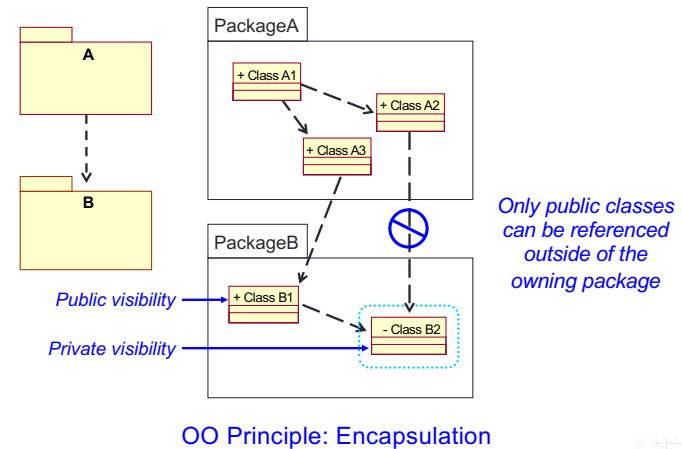 PackageA
A
+ Class A1
+ Class A2
+ Class A3
B
Only public classes
can be referenced
outside of the
owning package
PackageB
Public visibility
+ Class B1
Private visibility
- Class B2
OO Principle: Encapsulation